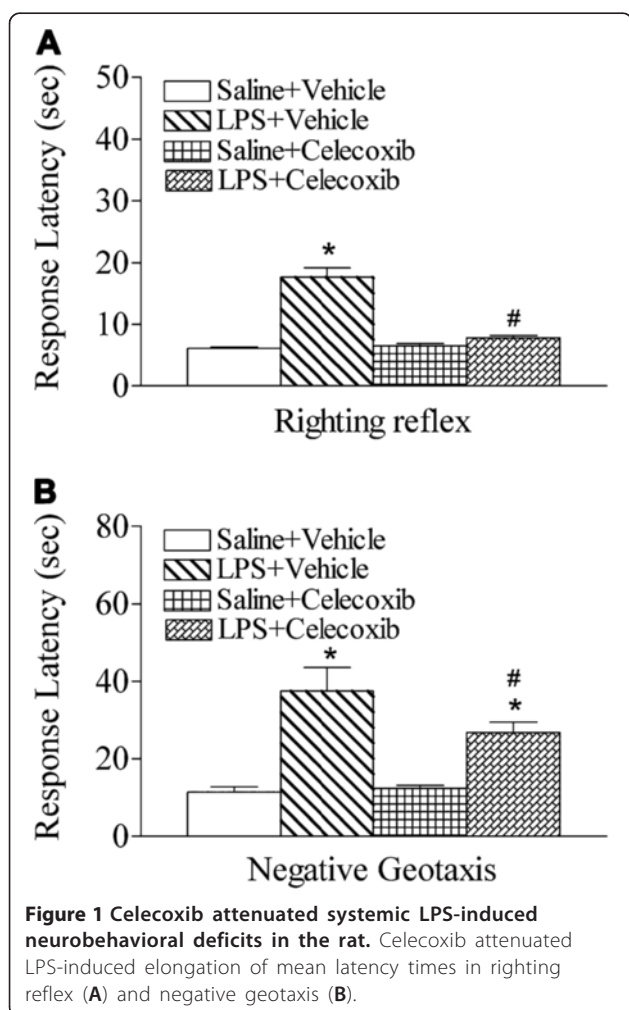 A
Response Latency (sec)
50
40
30
20
10
0
Saline+Vehicle
LPS+Vehicle
Saline+Celecoxib
LPS+Celecoxib
*
#
Righting reflex
B
Response Latency (sec)
80
60
40
20
0
Saline+Vehicle
LPS+Vehicle
Saline+Celecoxib
LPS+Celecoxib
*
#
*
Negative Geotaxis
Figure 1 Celecoxib attenuated systemic LPS-induced
neurobehavioral deficits in the rat. Celecoxib attenuated
LPS-induced elongation of mean latency times in righting
reflex (A) and negative geotaxis (B).